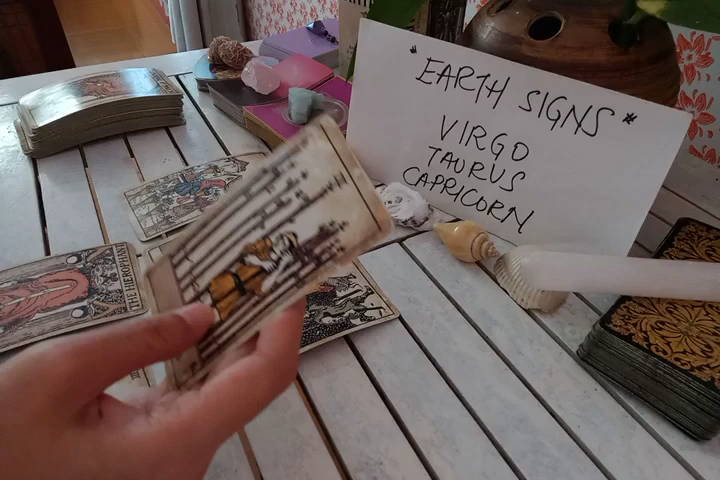 "EARTH SIGNS"
VIRGO
TAURUS
CAPRICORN
THE HIEROPHANT